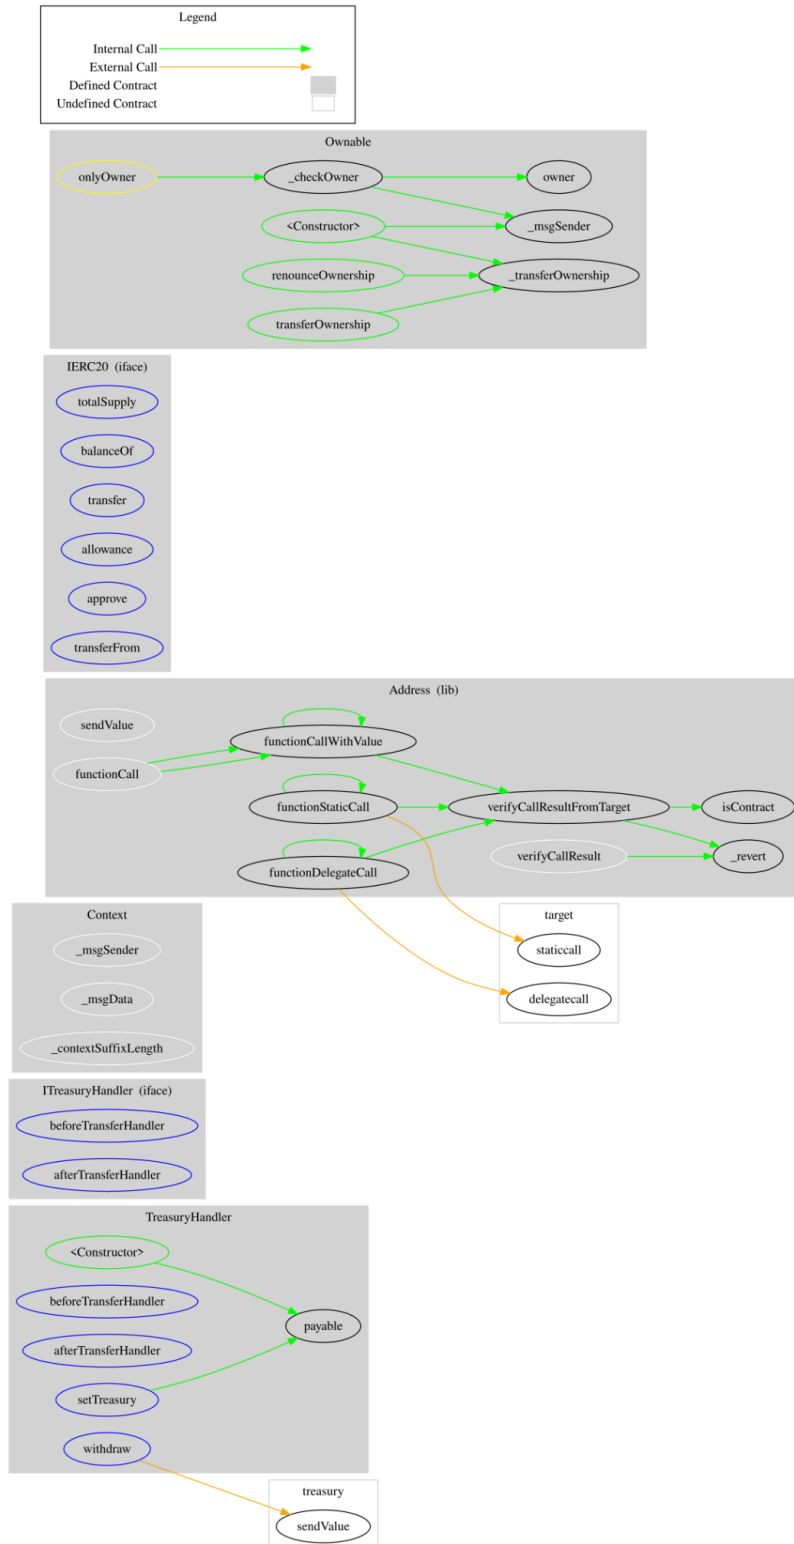 Legend
Internal Call
External Call
Defined Contract
Undefined Contract
Ownable
onlyOwner
_checkOwner
owner
<Constructor>
_msgSender
renounceOwnership
_transferOwnership
transferOwnership
IERC20 (iface)
totalSupply
balanceOf
transfer
allowance
approve
transferFrom
Address (lib)
sendValue
functionCallWithValue
functionCall
functionStaticCall
verifyCallResultFromTarget
isContract
verifyCallResult
_revert
functionDelegateCall
Context
_msgSender
_msgData
_contextSuffixLength
target
staticcall
delegatecall
ITreasuryHandler (iface)
beforeTransferHandler
afterTransferHandler
TreasuryHandler
<Constructor>
beforeTransferHandler
payable
afterTransferHandler
setTreasury
withdraw
treasury
sendValue